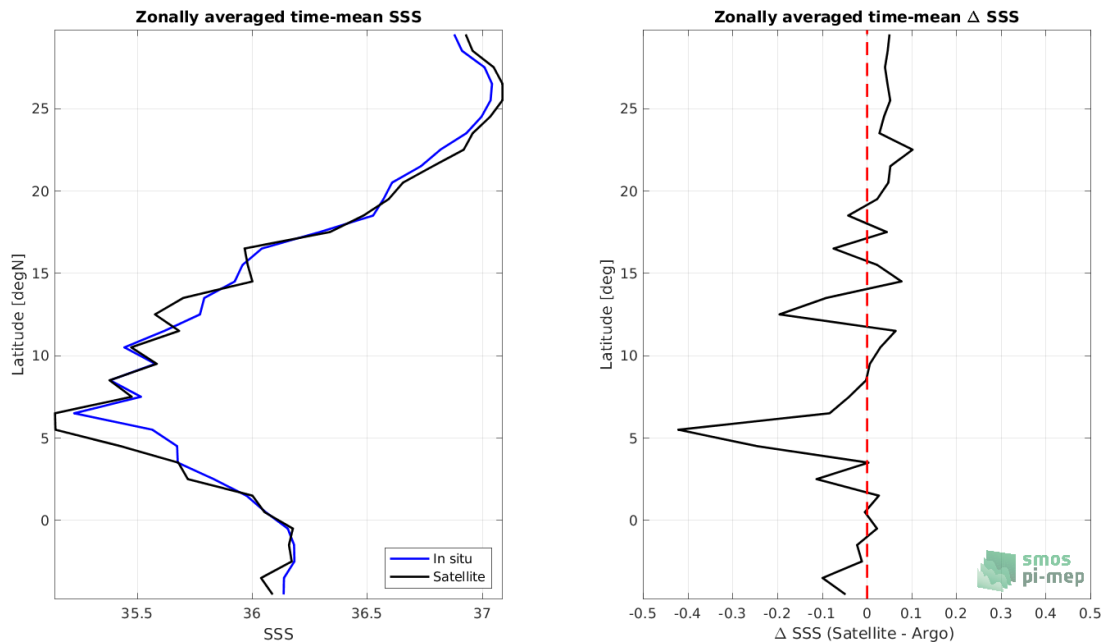 Zonally averaged time-mean SSS
25
20
15
10
5
0
Latitude [degN]
35.5 36 36.5 37
SSS
In situ
Satellite
Zonally averaged time-mean Δ SSS
25
20
15
10
5
0
Latitude [deg]
-0.5 -0.4 -0.3 -0.2 -0.1 0 0.1 0.2 0.3 0.4 0.5
Δ SSS (Satellite - Argo)
smos
pi-mep